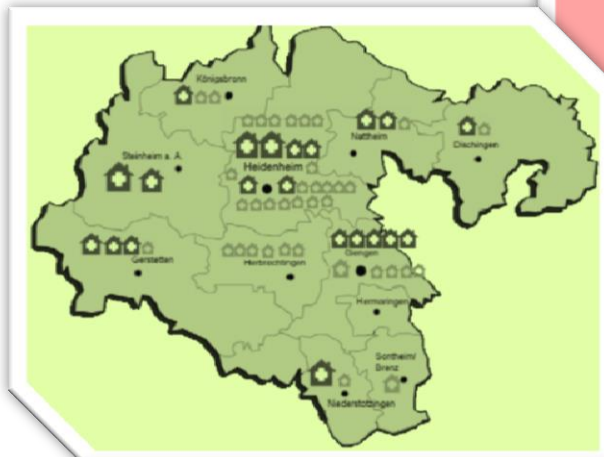 Königsbronn
Nattheim
Dischingen
Steinheim a. A.
Heidenheim
Gerstetten
Herbrechtingen
Giengen
Hermaringen
Sontheim/
Brenz
Niederstotzingen